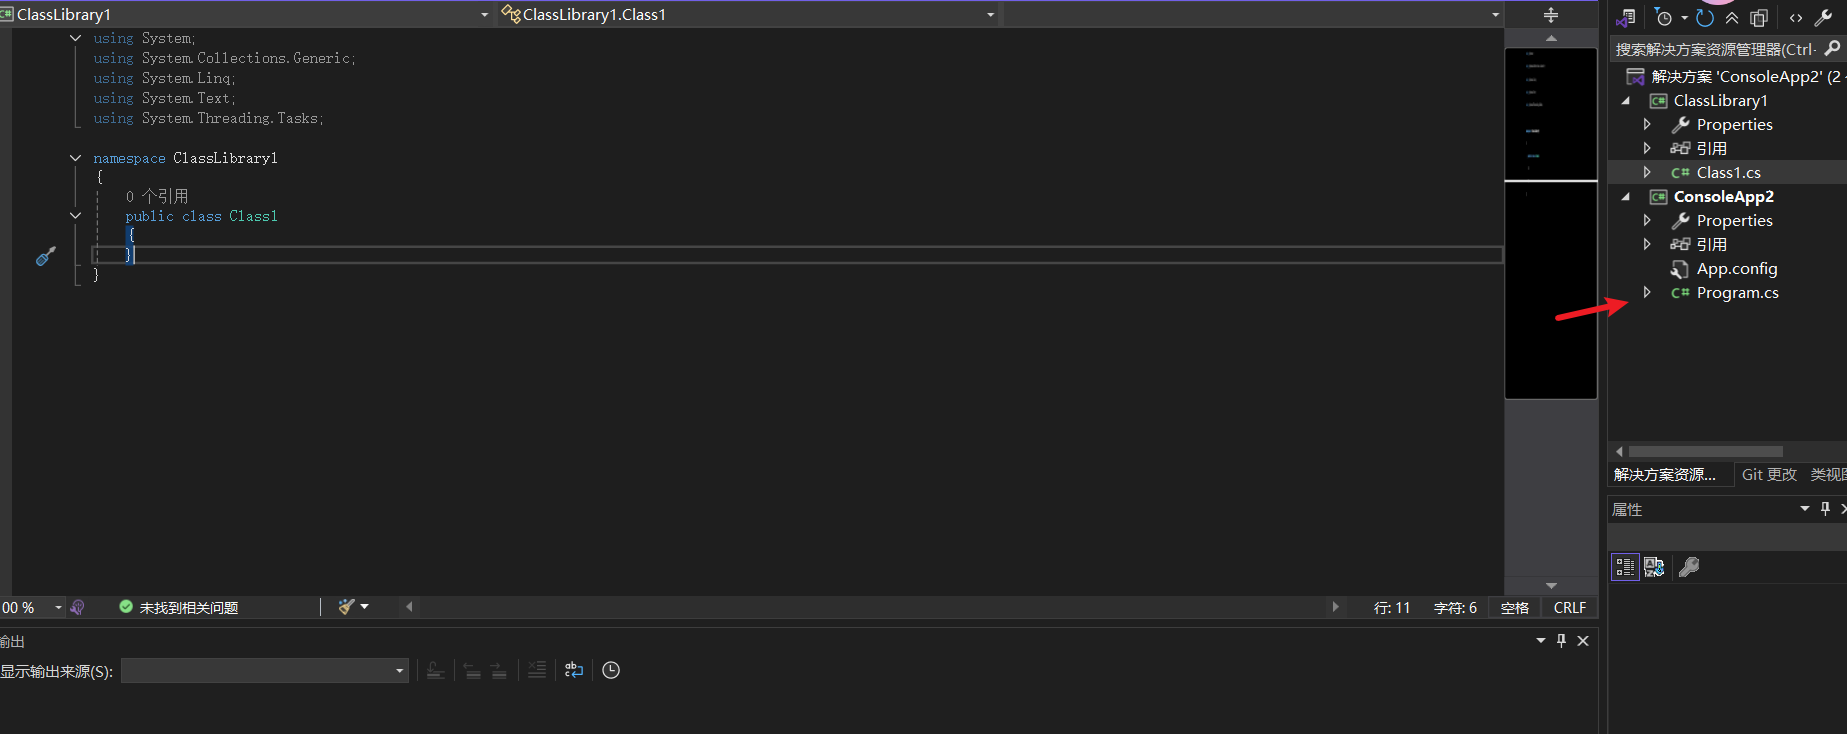 ClassLibrary1
ClassLibrary1.Class1
using System;
using System.Collections.Generic;
using System.Linq;
using System.Text;
using System.Threading.Tasks;
namespace ClassLibrary1
{
0 个引用
public class Class1
{
}
}
00 %
未找到相关问题
行: 11
字符: 6
空格
CRLF
输出
显示输出来源(S):
搜索解决方案资源管理器(Ctrl-
解决方案 'ConsoleApp2' (2
ClassLibrary1
Properties
引用
C# Class1.cs
ConsoleApp2
Properties
引用
App.config
C# Program.cs
解决方案资源...
Git 更改
类视图
属性